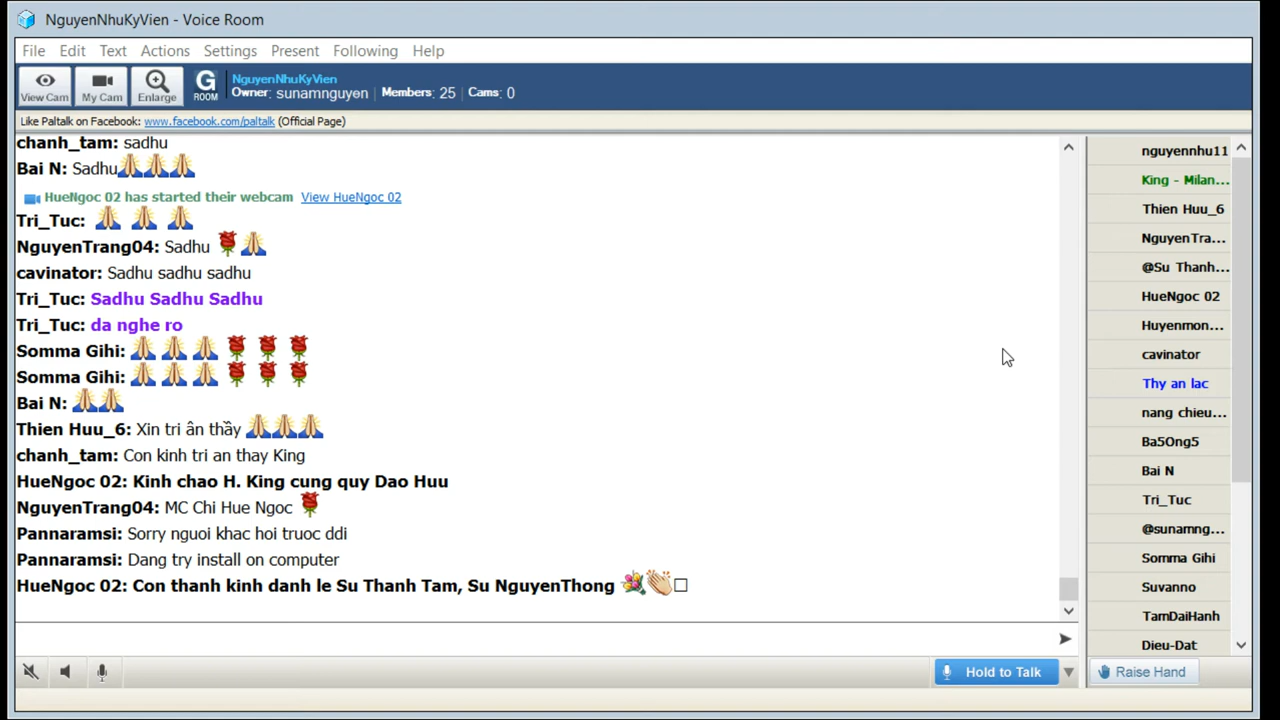 NguyenNhuKyVien - Voice Room
File Edit Text Actions Settings Present Following Help
View Cam My Cam Enlarge G ROOM
NguyenNhuKyVien
Owner: sunamnguyen | Members: 25 | Cams: 0
Like Paltalk on Facebook: www.facebook.com/paltalk (Official Page)
chanh_tam: sadhu
Bai N: Sadhu🙏🙏🙏
HueNgoc 02 has started their webcam View HueNgoc 02
Tri_Tuc: 🙏 🙏 🙏
NguyenTrang04: Sadhu 🌹🙏
cavinator: Sadhu sadhu sadhu
Tri_Tuc: Sadhu Sadhu Sadhu
Tri_Tuc: da nghe ro
Somma Gihi: 🙏 🙏 🙏 🌹 🌹 🌹
Somma Gihi: 🙏 🙏 🙏 🌹 🌹 🌹
Bai N: 🙏🙏
Thien Huu_6: Xin tri ân thầy 🙏🙏🙏
chanh_tam: Con kinh tri an thay King
HueNgoc 02: Kinh chao H. King cung quy Dao Huu
NguyenTrang04: MC Chi Hue Ngoc 🌹
Pannaramsi: Sorry nguoi khac hoi truoc ddi
Pannaramsi: Dang try install on computer
HueNgoc 02: Con thanh kinh danh le Su Thanh Tam, Su NguyenThong 💐👏□
nguyennhu11
King - Milan...
Thien Huu_6
NguyenTra...
@Su Thanh...
HueNgoc 02
Huyenmon...
cavinator
Thy an lac
nang chieu...
Ba5Ong5
Bai N
Tri_Tuc
@sunamng...
Somma Gihi
Suvanno
TamDaiHanh
Dieu-Dat
Hold to Talk
Raise Hand